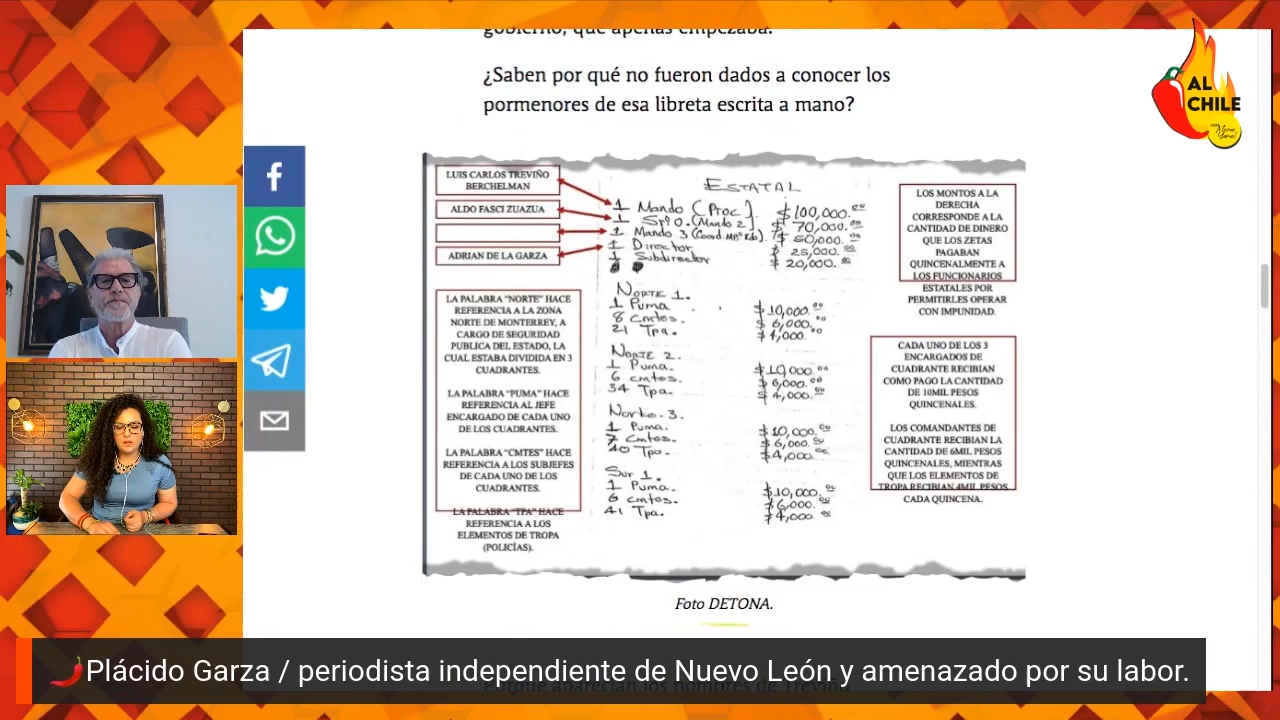 gobierno, que apenas empezaba.
¿Saben por qué no fueron dados a conocer los
pormenores de esa libreta escrita a mano?
AL
CHILE
LUIS CARLOS TREVIÑO
BERCHELMAN
ALDO FASCI ZUAZUA
ADRIAN DE LA GARZA
LA PALABRA "NORTE" HACE
REFERENCIA A LA ZONA
NORTE DE MONTERREY, A
CARGO DE SEGURIDAD
PUBLICA DEL ESTADO, LA
CUAL ESTABA DIVIDIDA EN 3
CUADRANTES.
LA PALABRA "PUMA" HACE
REFERENCIA AL JEFE
ENCARGADO DE CADA UNO
DE LOS CUADRANTES.
LA PALABRA "CMTES" HACE
REFERENCIA A LOS SUBJEFES
DE CADA UNO DE LOS
CUADRANTES.
LA PALABRA "TPA" HACE
REFERENCIA A LOS
ELEMENTOS DE TROPA
(POLICÍAS).
ESTATAL
1 Mando (Proc). $100,000.00
1 (Mando 2) $70,000.00
1 Mando 3 $50,000.00
1 Director $25,000.00
1 Subdirector $20,000.00
NORTE 1.
1 Puma $10,000.00
8 Cmtos. $6,000.00
21 Tpa. $4,000.00
NORTE 2.
1 Puma. $10,000.00
6 cmtos. $6,000.00
34 Tpa. $4,000.00
Norte-3.
1 Puma. $10,000.00
7 Cmtos. $6,000.00
40 Tpa. $4,000.00
Sur 1.
1 Puma. $10,000.00
6 cmtos. $6,000.00
41 Tpa. $4,000.00
LOS MONTOS A LA
DERECHA
CORRESPONDE A LA
CANTIDAD DE DINERO
QUE LOS ZETAS
PAGABAN
QUINCENALMENTE A
LOS FUNCIONARIOS
ESTATALES POR
PERMITIRLES OPERAR
CON IMPUNIDAD.
CADA UNO DE LOS 3
ENCARGADOS DE
CUADRANTE RECIBIAN
COMO PAGO LA CANTIDAD
DE 10MIL PESOS
QUINCENALES.
LOS COMANDANTES DE
CUADRANTE RECIBIAN LA
CANTIDAD DE 6MIL PESOS
QUINCENALES, MIENTRAS
QUE LOS ELEMENTOS DE
TROPA RECIBIAN 4MIL PESOS
CADA QUINCENA.
Foto DETONA.
Plácido Garza / periodista independiente de Nuevo León y amenazado por su labor.